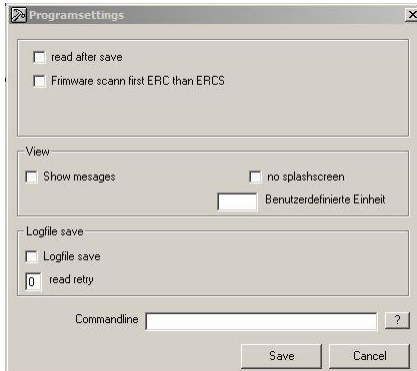 Programsettings
read after save
Frimware scann first ERC than ERCS
View
Show mesages
no splashscreen
Benutzerdefinierte Einheit
Logfile save
Logfile save
0 read retry
Commandline ?
Save Cancel